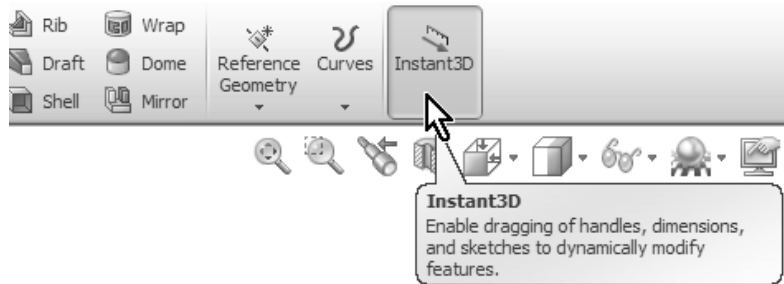 Rib
Wrap
Draft
Dome
Shell
Mirror
Reference
Geometry
Curves
Instant3D
Instant3D
Enable dragging of handles, dimensions,
and sketches to dynamically modify
features.